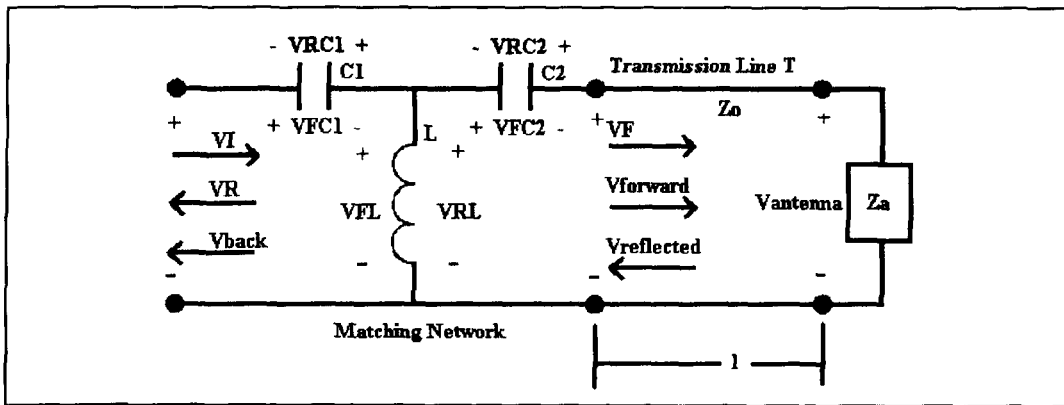 - VRC1 +
- VRC2 +
C1
C2
Transmission Line T
Zo
+
+ VFC1 -
L
+ VFC2 -
+
+
VI
+
+
VF
VR
VFL
VRL
Vforward
Vantenna
Za
Vback
Vreflected
-
-
-
-
-
Matching Network
1